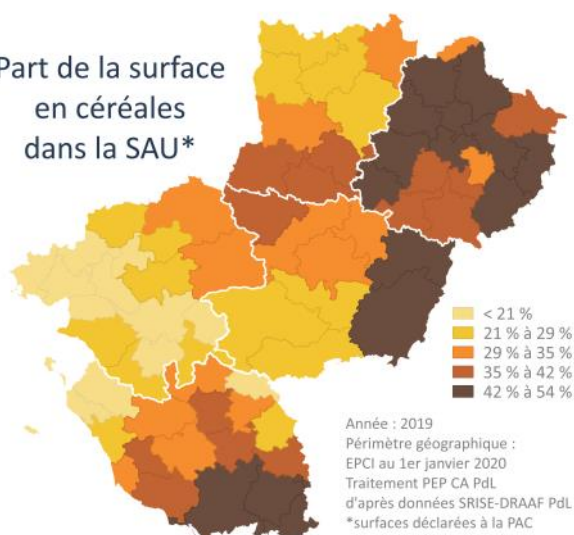 Part de la surface
en céréales
dans la SAU*
< 21 %
21 % à 29 %
29 % à 35 %
35 % à 42 %
42 % à 54 %
Année : 2019
Périmètre géographique :
EPCI au 1er janvier 2020
Traitement PEP CA PdL
d'après données SRISE-DRAAF PdL
*surfaces déclarées à la PAC